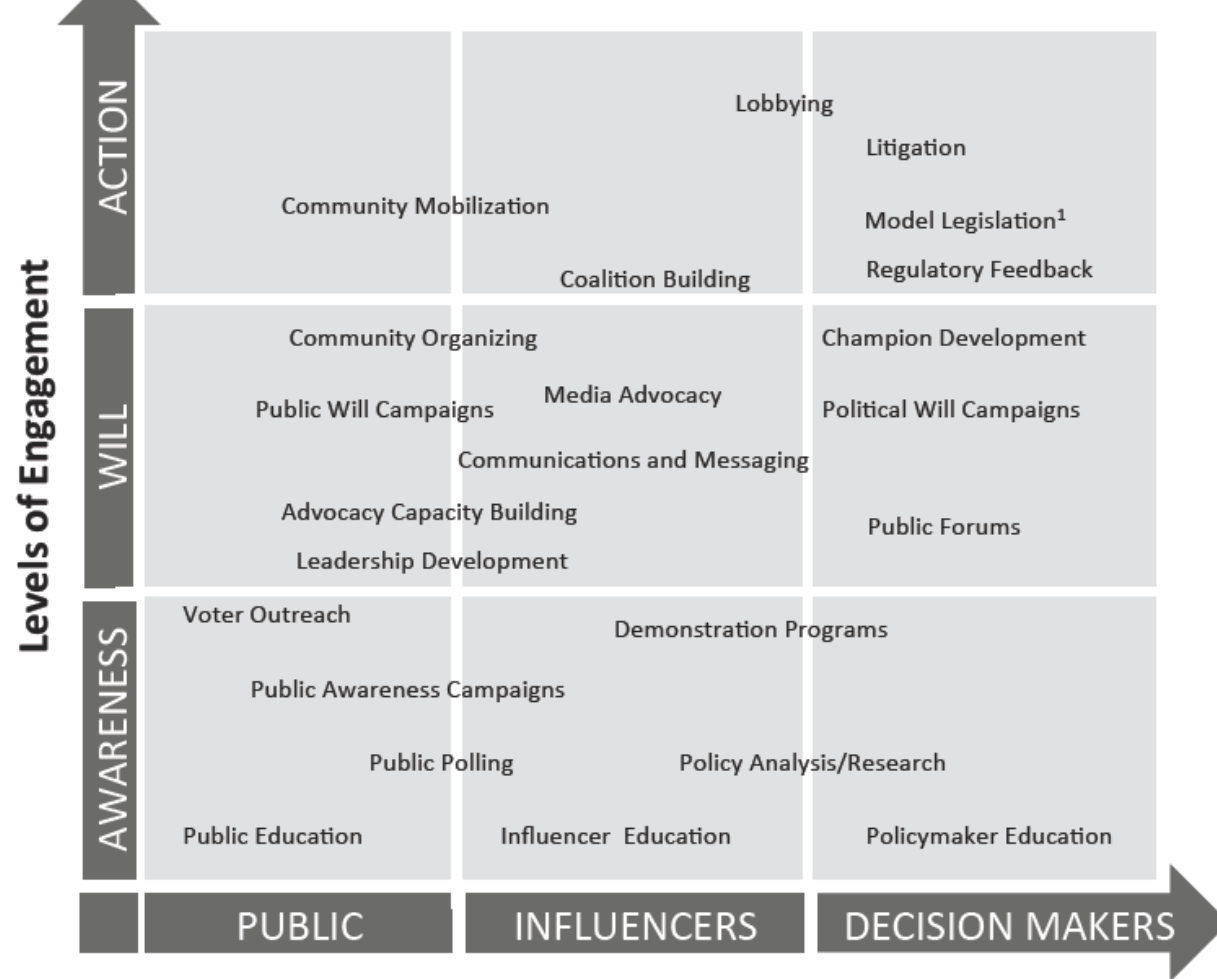 Levels of Engagement
ACTION
Lobbying
Litigation
Community Mobilization
Model Legislation¹
Regulatory Feedback
Coalition Building
WILL
Community Organizing
Champion Development
Media Advocacy
Public Will Campaigns
Political Will Campaigns
Communications and Messaging
Advocacy Capacity Building
Public Forums
Leadership Development
AWARENESS
Voter Outreach
Demonstration Programs
Public Awareness Campaigns
Public Polling
Policy Analysis/Research
Public Education
Influencer Education
Policymaker Education
PUBLIC
INFLUENCERS
DECISION MAKERS